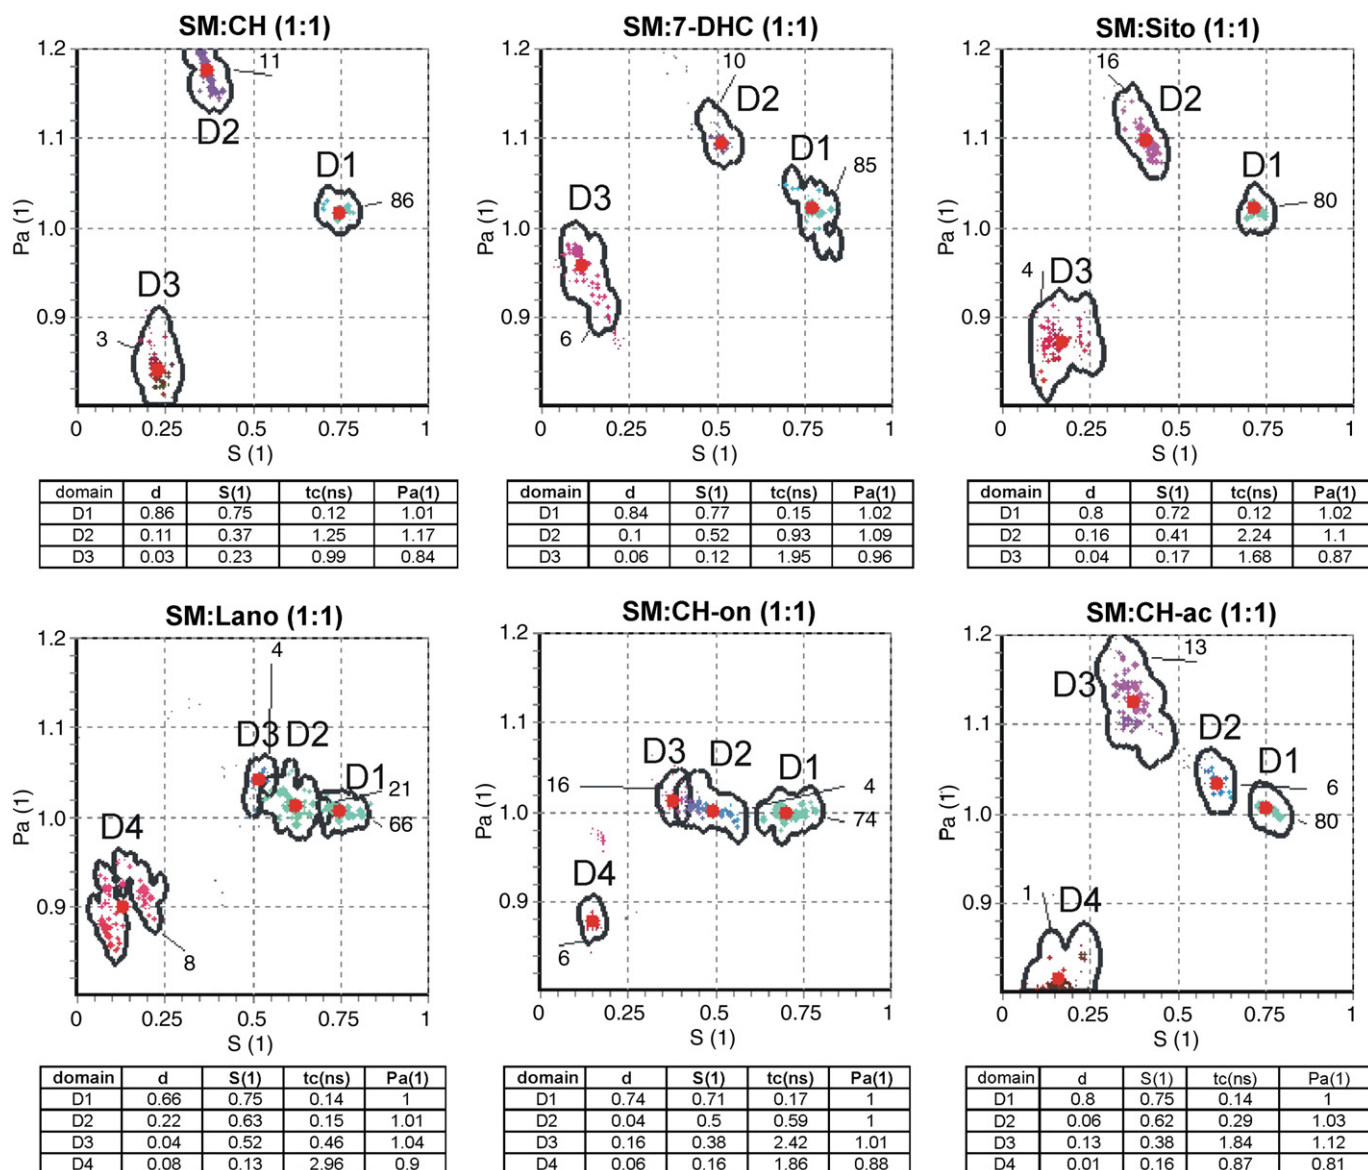 SM:CH (1:1)
1.2
11
D2
1.1
D1
86
1.0
Pa (1)
D3
3
0.9
0 0.25 0.5 0.75 1
S (1)
domain d S(1) tc(ns) Pa(1)
D1 0.86 0.75 0.12 1.01
D2 0.11 0.37 1.25 1.17
D3 0.03 0.23 0.99 0.84
SM:7-DHC (1:1)
1.2
10
D2
1.1
D1
85
D3
1.0
Pa (1)
0.9
6
0 0.25 0.5 0.75 1
S (1)
domain d S(1) tc(ns) Pa(1)
D1 0.84 0.77 0.15 1.02
D2 0.1 0.52 0.93 1.09
D3 0.06 0.12 1.95 0.96
SM:Sito (1:1)
1.2
16
D2
1.1
D1
80
1.0
Pa (1)
4
D3
0.9
0 0.25 0.5 0.75 1
S (1)
domain d S(1) tc(ns) Pa(1)
D1 0.8 0.72 0.12 1.02
D2 0.16 0.41 2.24 1.1
D3 0.04 0.17 1.68 0.87
SM:Lano (1:1)
1.2
4
1.1
D3 D2
D1
21
66
1.0
Pa (1)
D4
0.9
8
0 0.25 0.5 0.75 1
S (1)
domain d S(1) tc(ns) Pa(1)
D1 0.66 0.75 0.14 1
D2 0.22 0.63 0.15 1.01
D3 0.04 0.52 0.46 1.04
D4 0.08 0.13 2.96 0.9
SM:CH-on (1:1)
1.2
1.1
D3 D2 D1
16
4
74
1.0
Pa (1)
D4
0.9
6
0 0.25 0.5 0.75 1
S (1)
domain d S(1) tc(ns) Pa(1)
D1 0.74 0.71 0.17 1
D2 0.04 0.5 0.59 1
D3 0.16 0.38 2.42 1.01
D4 0.06 0.16 1.86 0.88
SM:CH-ac (1:1)
1.2
13
D3
1.1
D2
D1
6
80
1.0
Pa (1)
1
D4
0.9
0 0.25 0.5 0.75 1
S (1)
domain d S(1) tc(ns) Pa(1)
D1 0.8 0.75 0.14 1
D2 0.06 0.62 0.29 1.03
D3 0.13 0.38 1.84 1.12
D4 0.01 0.16 0.87 0.81